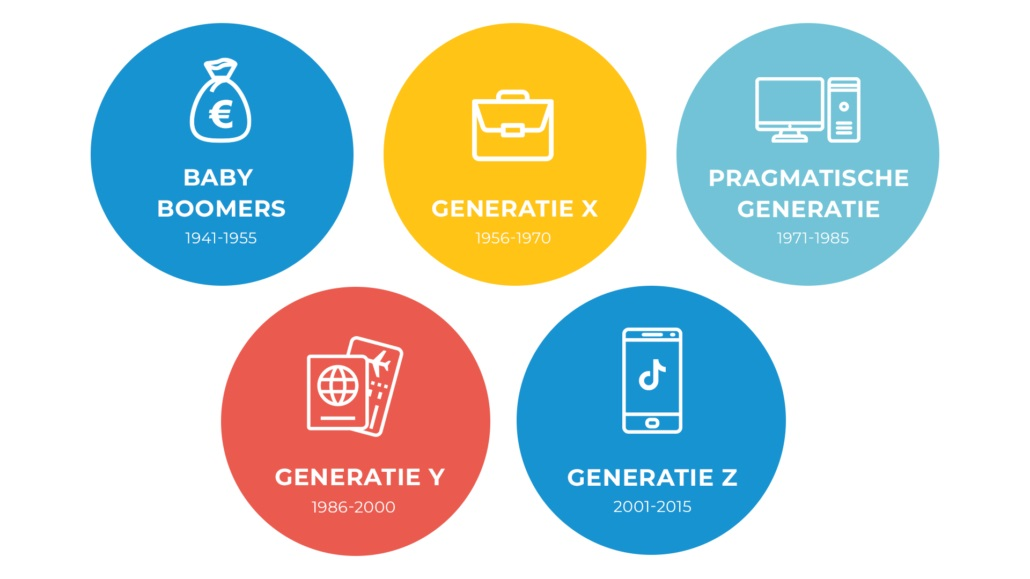 €
BABY
BOOMERS
1941-1955
GENERATIE X
1956-1970
PRAGMATISCHE
GENERATIE
1971-1985
GENERATIE Y
1986-2000
GENERATIE Z
2001-2015